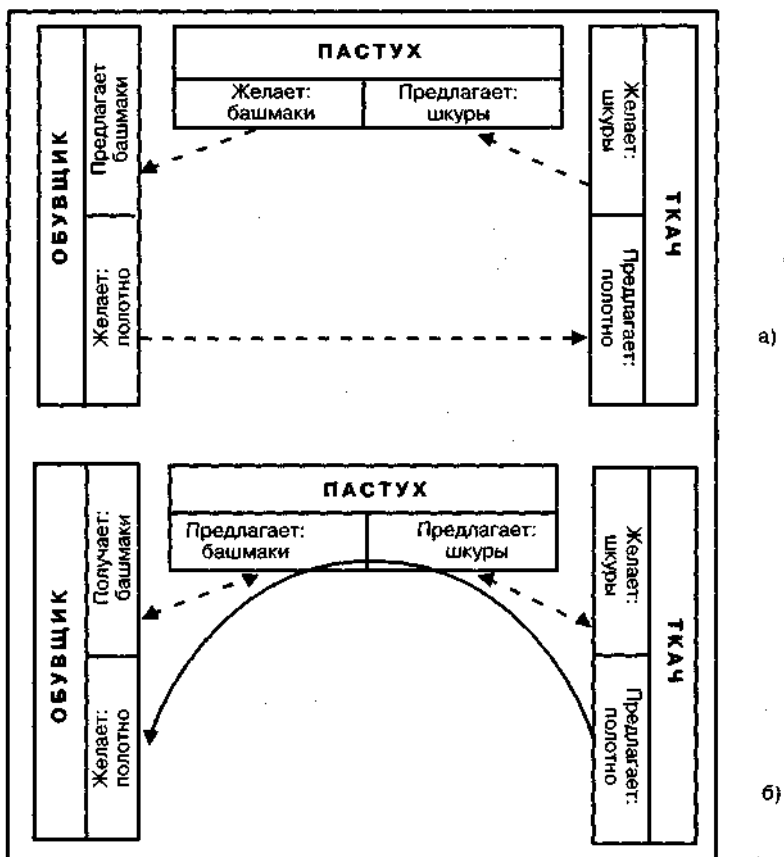 ПАСТУХ
Желает:
башмаки
Предлагает:
шкуры
ОБУВЩИК
Предлагает
башмаки
Желает:
полотно
Желает:
шкуры
Предлагает:
полотно
ТКАЧ
а)
ПАСТУХ
Предлагает:
башмаки
Предлагает:
шкуры
ОБУВЩИК
Получает:
башмаки
Желает:
полотно
Желает:
шкуры
Предлагает:
полотно
ТКАЧ
б)